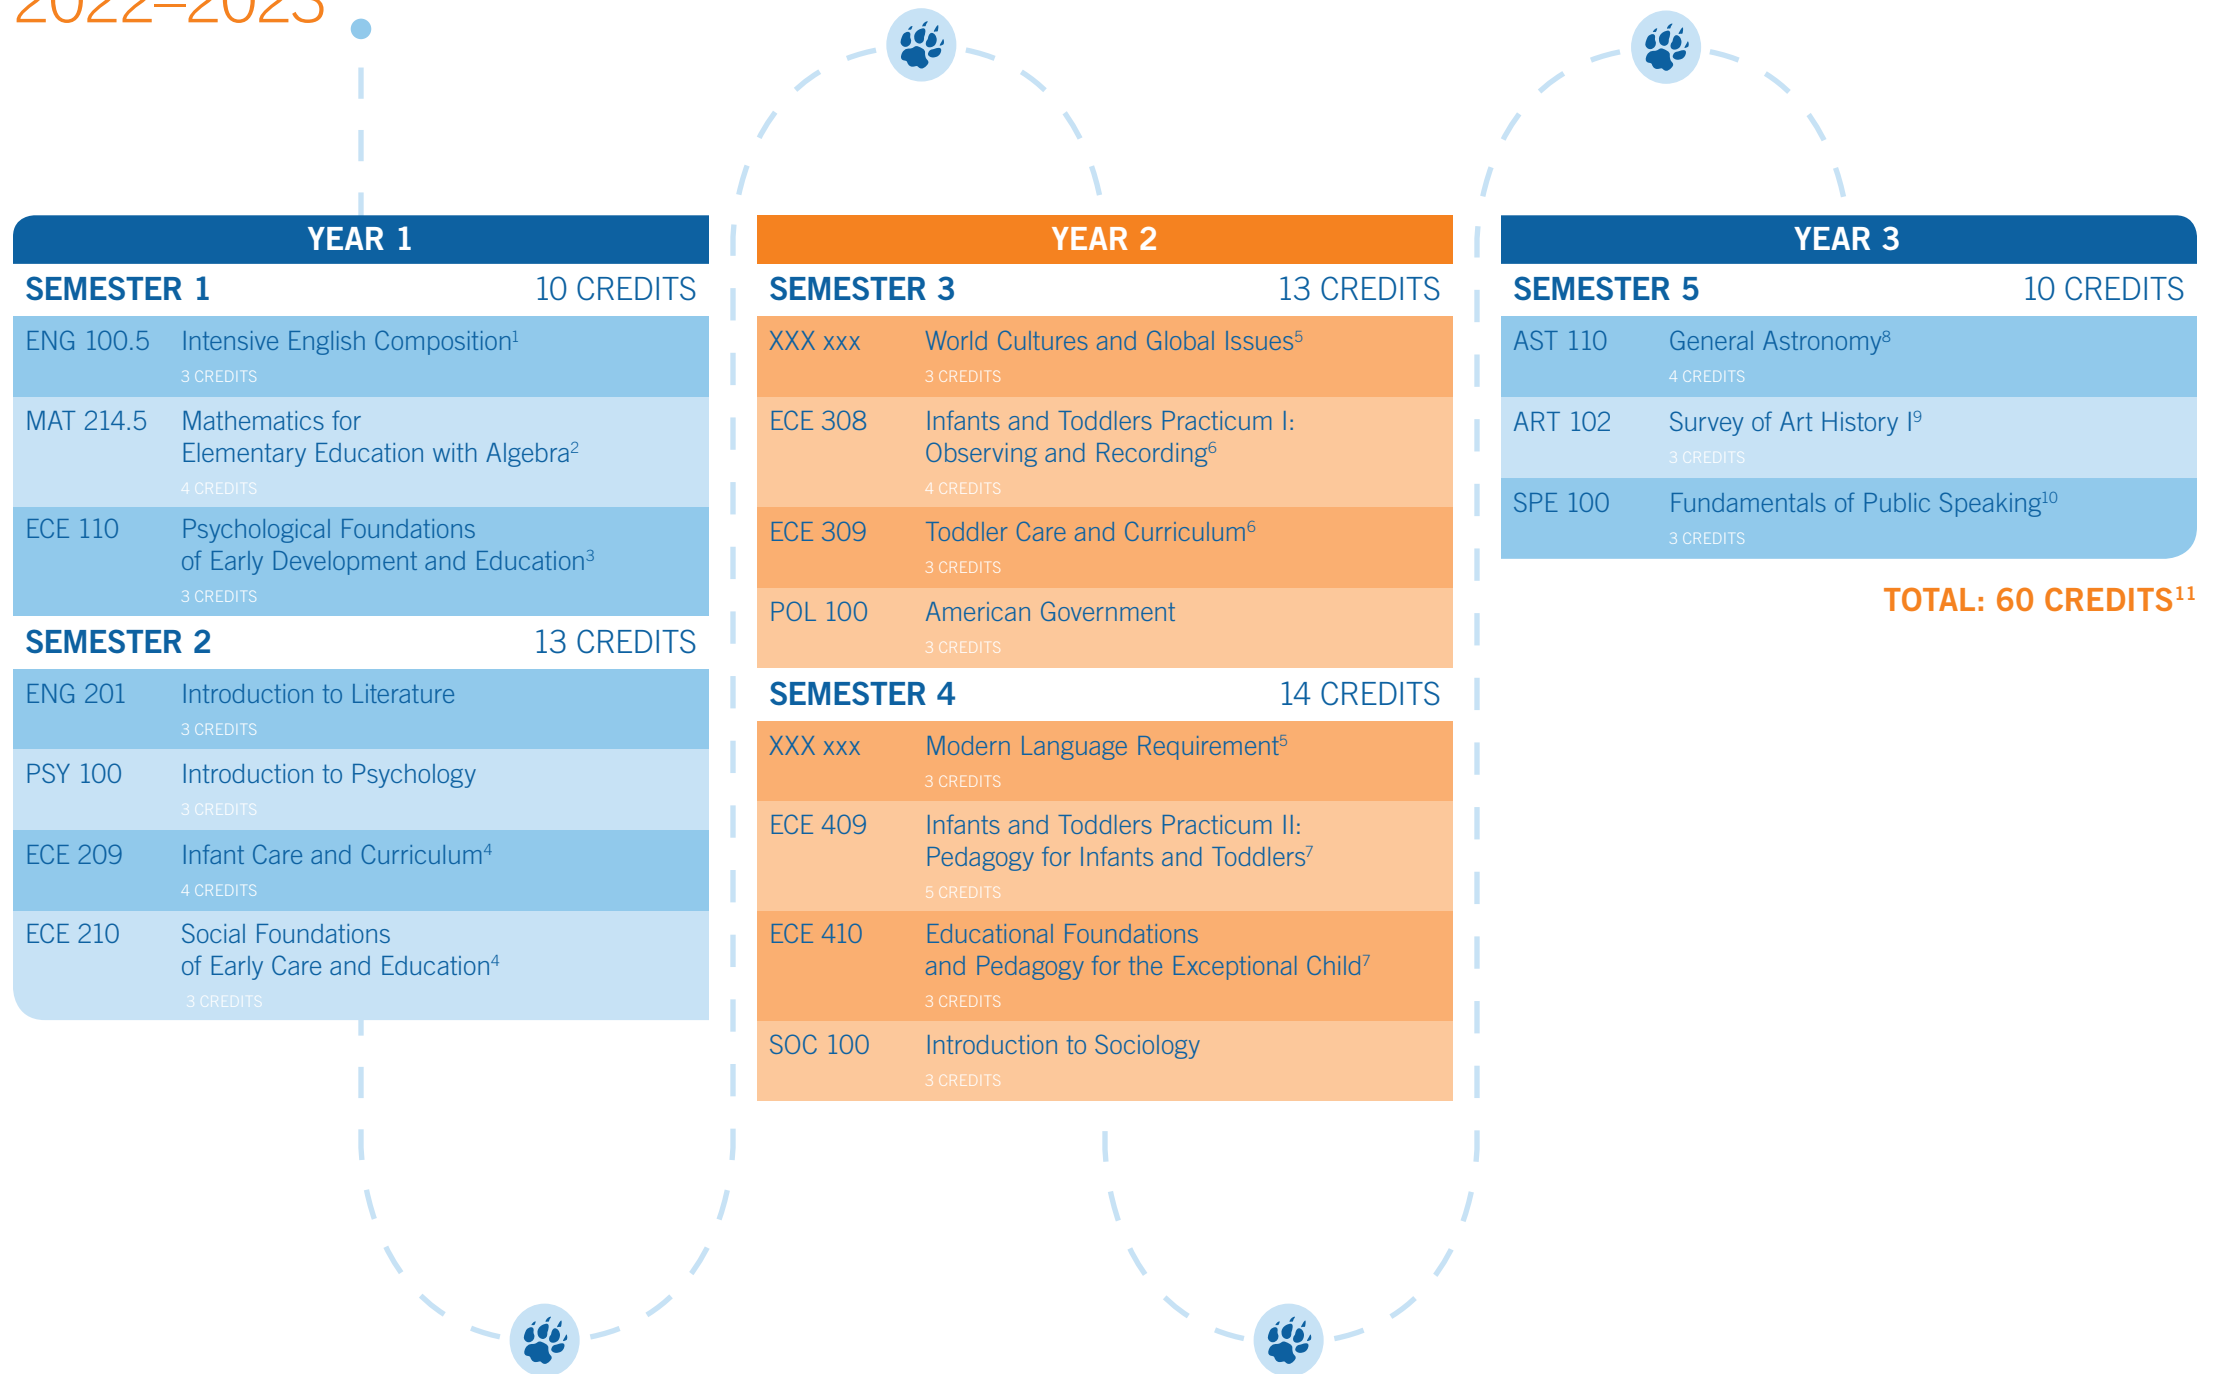 2022–2023
YEAR 1
SEMESTER 1 10 CREDITS
ENG 100.5 Intensive English Composition¹
3 CREDITS
MAT 214.5 Mathematics for
Elementary Education with Algebra²
4 CREDITS
ECE 110 Psychological Foundations
of Early Development and Education³
3 CREDITS
SEMESTER 2 13 CREDITS
ENG 201 Introduction to Literature
3 CREDITS
PSY 100 Introduction to Psychology
3 CREDITS
ECE 209 Infant Care and Curriculum⁴
4 CREDITS
ECE 210 Social Foundations
of Early Care and Education⁴
3 CREDITS
YEAR 2
SEMESTER 3 13 CREDITS
XXX xxx World Cultures and Global Issues⁵
3 CREDITS
ECE 308 Infants and Toddlers Practicum I:
Observing and Recording⁶
4 CREDITS
ECE 309 Toddler Care and Curriculum⁶
3 CREDITS
POL 100 American Government
3 CREDITS
SEMESTER 4 14 CREDITS
XXX xxx Modern Language Requirement⁵
3 CREDITS
ECE 409 Infants and Toddlers Practicum II:
Pedagogy for Infants and Toddlers⁷
5 CREDITS
ECE 410 Educational Foundations
and Pedagogy for the Exceptional Child⁷
3 CREDITS
SOC 100 Introduction to Sociology
3 CREDITS
YEAR 3
SEMESTER 5 10 CREDITS
AST 110 General Astronomy⁸
4 CREDITS
ART 102 Survey of Art History I⁹
3 CREDITS
SPE 100 Fundamentals of Public Speaking¹⁰
3 CREDITS
TOTAL: 60 CREDITS¹¹